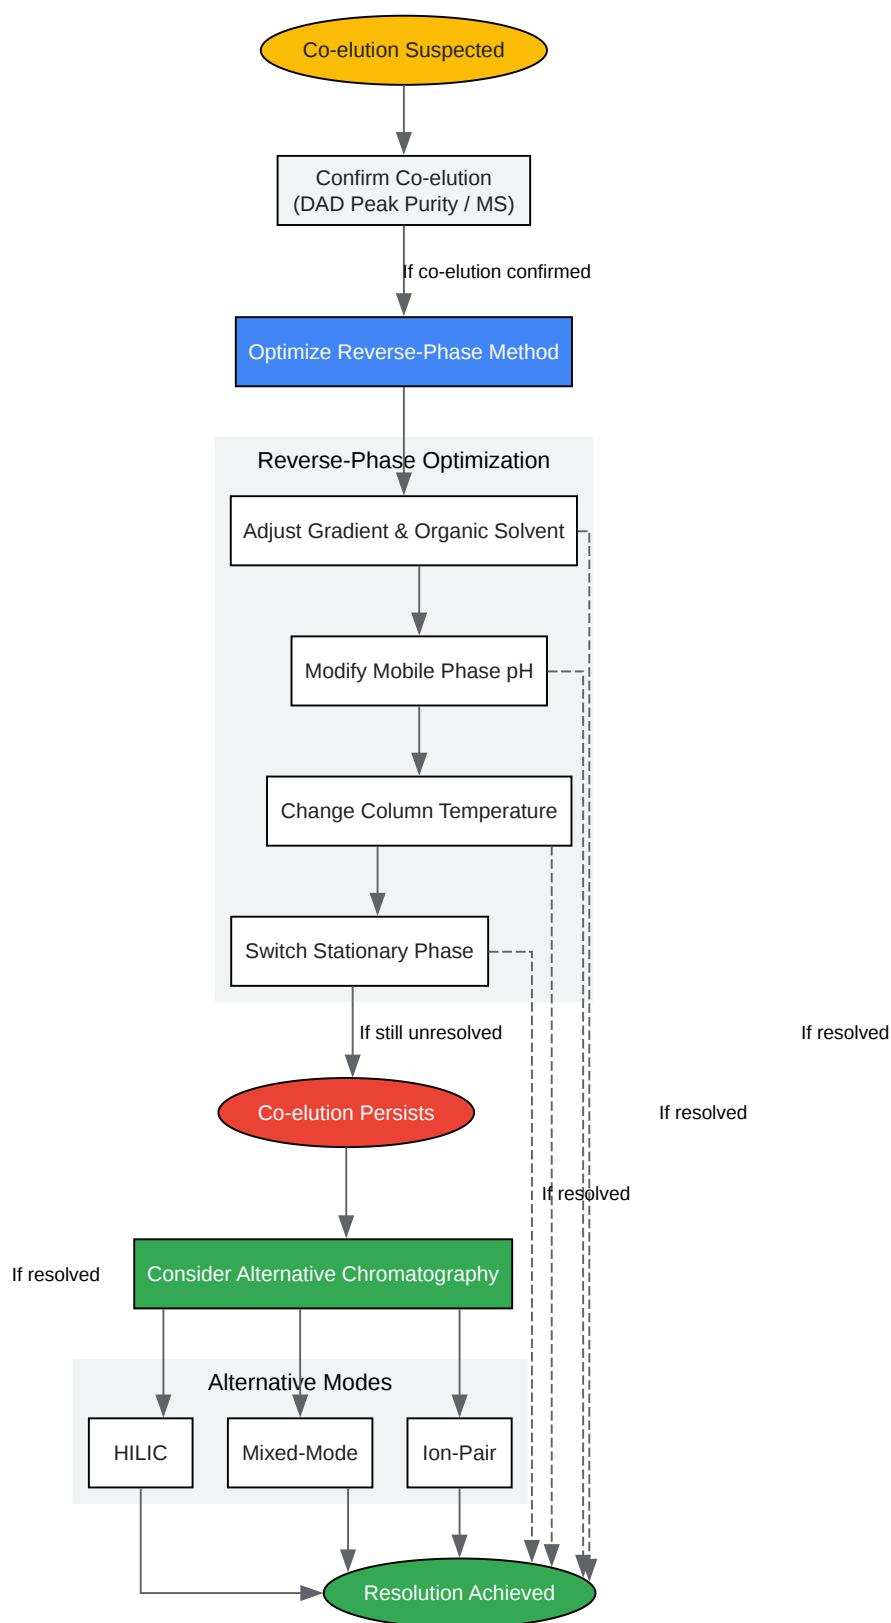 Co-elution Suspected
Confirm Co-elution
(DAD Peak Purity / MS)
If co-elution confirmed
Optimize Reverse-Phase Method
Reverse-Phase Optimization
Adjust Gradient & Organic Solvent
Modify Mobile Phase pH
Change Column Temperature
Switch Stationary Phase
If still unresolved
If resolved
Co-elution Persists
If resolved
If resolved
If resolved
Consider Alternative Chromatography
Alternative Modes
HILIC
Mixed-Mode
Ion-Pair
Resolution Achieved